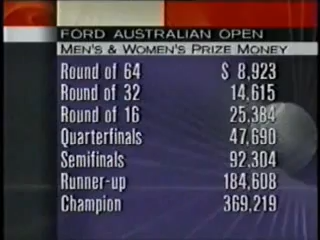 FORD AUSTRALIAN OPEN
MEN'S & WOMEN'S PRIZE MONEY
Round of 64 $ 8,923
Round of 32 14,615
Round of 16 25,384
Quarterfinals 47,690
Semifinals 92,304
Runner-up 184,608
Champion 369,219